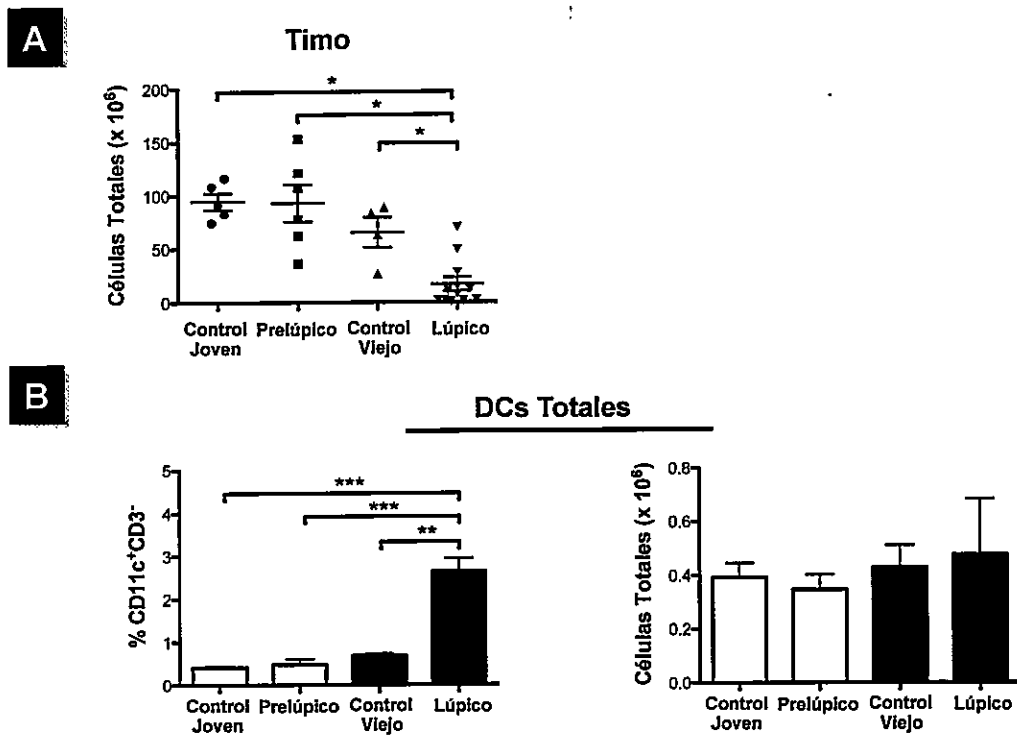 A
Timo
Células Totales (x 10⁶)
200
150
100
50
0
*
*
*
Control Joven
Prelúpico
Control Viejo
Lúpico
B
DCs Totales
% CD11c⁺CD3⁻
5
4
3
2
1
0
***
***
**
Control Joven
Prelúpico
Control Viejo
Lúpico
Células Totales (x 10⁶)
0.8
0.6
0.4
0.2
0.0
Control Joven
Prelúpico
Control Viejo
Lúpico